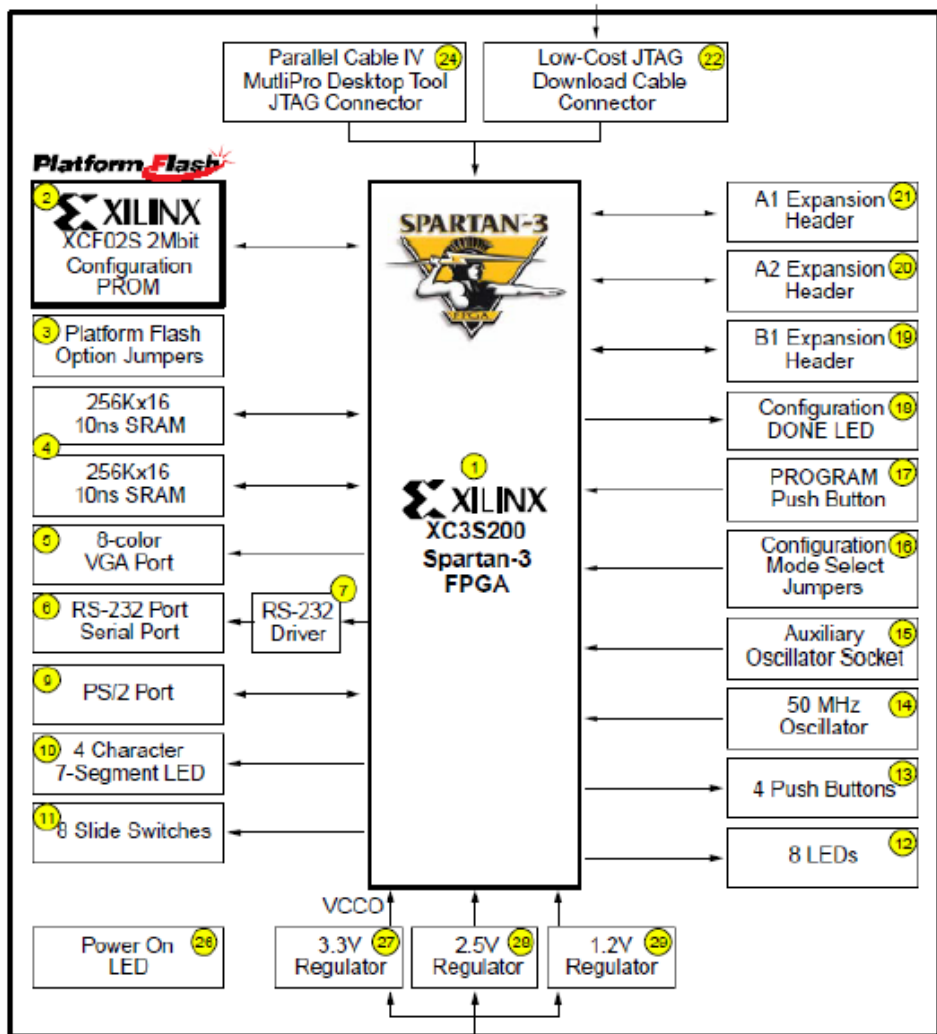 Parallel Cable IV 24
MutliPro Desktop Tool
JTAG Connector
Low-Cost JTAG 22
Download Cable
Connector
Platform Flash
2 XILINX
XCF02S 2Mbit
Configuration
PROM
3 Platform Flash
Option Jumpers
256Kx16
10ns SRAM
4
256Kx16
10ns SRAM
5 8-color
VGA Port
6 RS-232 Port
Serial Port
7
RS-232
Driver
9 PS/2 Port
10 4 Character
7-Segment LED
11 8 Slide Switches
SPARTAN-3
FPGA
1
XILINX
XC3S200
Spartan-3
FPGA
A1 Expansion 21
Header
A2 Expansion 20
Header
B1 Expansion 19
Header
Configuration 18
DONE LED
PROGRAM 17
Push Button
Configuration 16
Mode Select
Jumpers
Auxiliary 15
Oscillator Socket
50 MHz 14
Oscillator
4 Push Buttons 13
8 LEDs 12
VCCO
Power On 26
LED
3.3V 27
Regulator
2.5V 28
Regulator
1.2V 29
Regulator